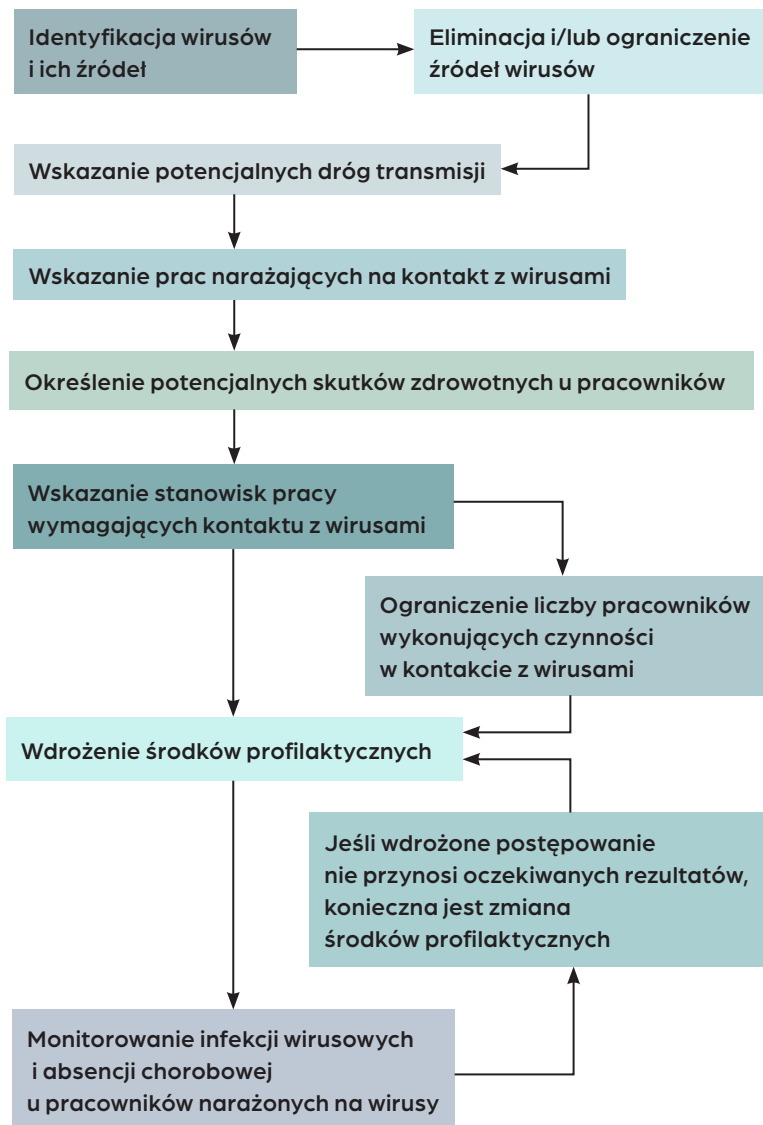 Identyfikacja wirusów
i ich źródeł
Eliminacja i/lub ograniczenie
źródeł wirusów
Wskazanie potencjalnych dróg transmisji
Wskazanie prac narażających na kontakt z wirusami
Określenie potencjalnych skutków zdrowotnych u pracowników
Wskazanie stanowisk pracy
wymagających kontaktu z wirusami
Ograniczenie liczby pracowników
wykonujących czynności
w kontakcie z wirusami
Wdrożenie środków profilaktycznych
Jeśli wdrożone postępowanie
nie przynosi oczekiwanych rezultatów,
konieczna jest zmiana
środków profilaktycznych
Monitorowanie infekcji wirusowych
i absencji chorobowej
u pracowników narażonych na wirusy